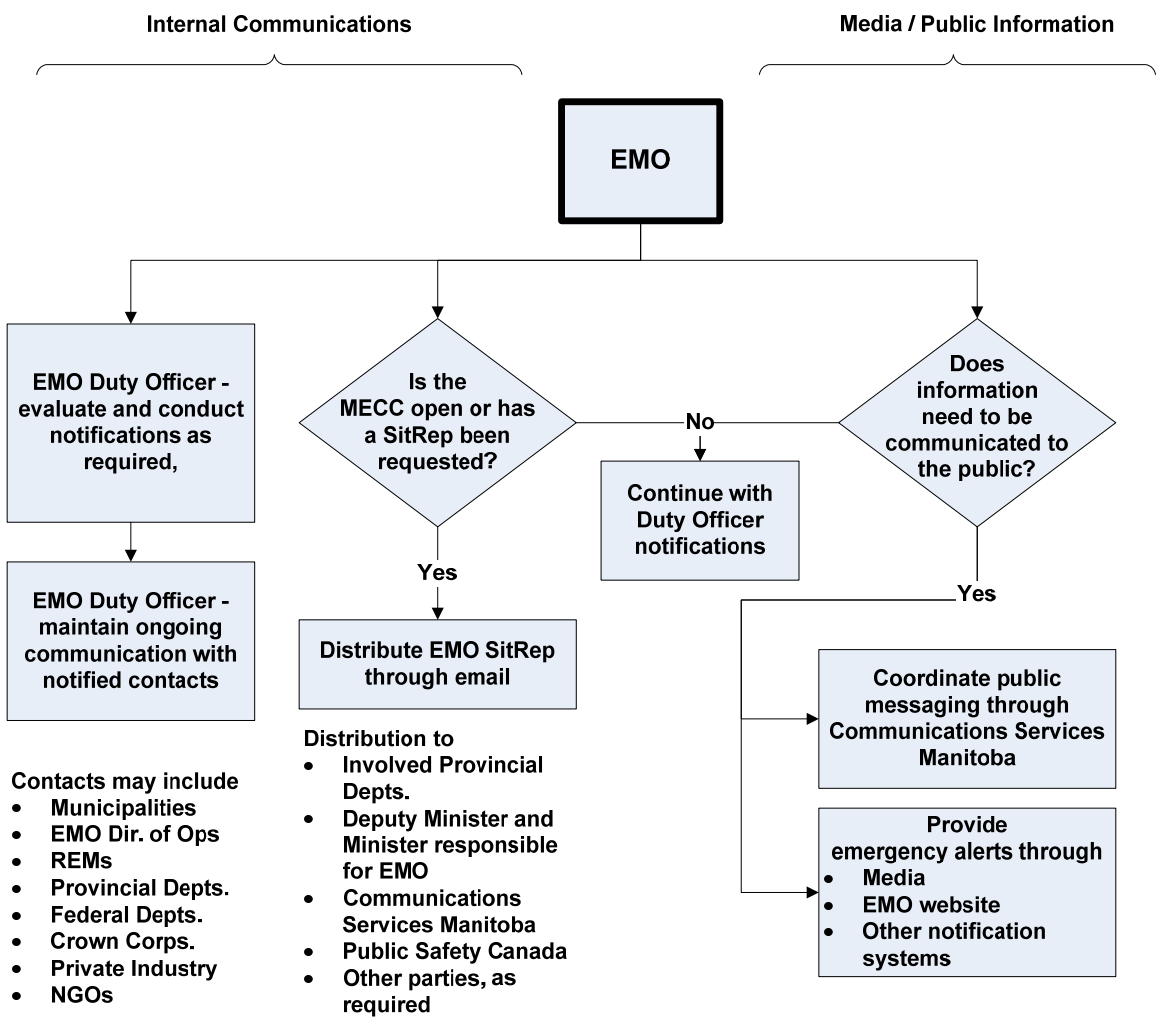 Internal Communications
Media / Public Information
EMO
EMO Duty Officer -
evaluate and conduct
notifications as
required,
EMO Duty Officer -
maintain ongoing
communication with
notified contacts
Contacts may include
• Municipalities
• EMO Dir. of Ops
• REMs
• Provincial Depts.
• Federal Depts.
• Crown Corps.
• Private Industry
• NGOs
Is the
MECC open or has
a SitRep been
requested?
Yes
Distribute EMO SitRep
through email
Distribution to
• Involved Provincial
Depts.
• Deputy Minister and
Minister responsible
for EMO
• Communications
Services Manitoba
• Public Safety Canada
• Other parties, as
required
No
Continue with
Duty Officer
notifications
Does
information
need to be
communicated to
the public?
Yes
Coordinate public
messaging through
Communications Services
Manitoba
Provide
emergency alerts through
• Media
• EMO website
• Other notification
systems